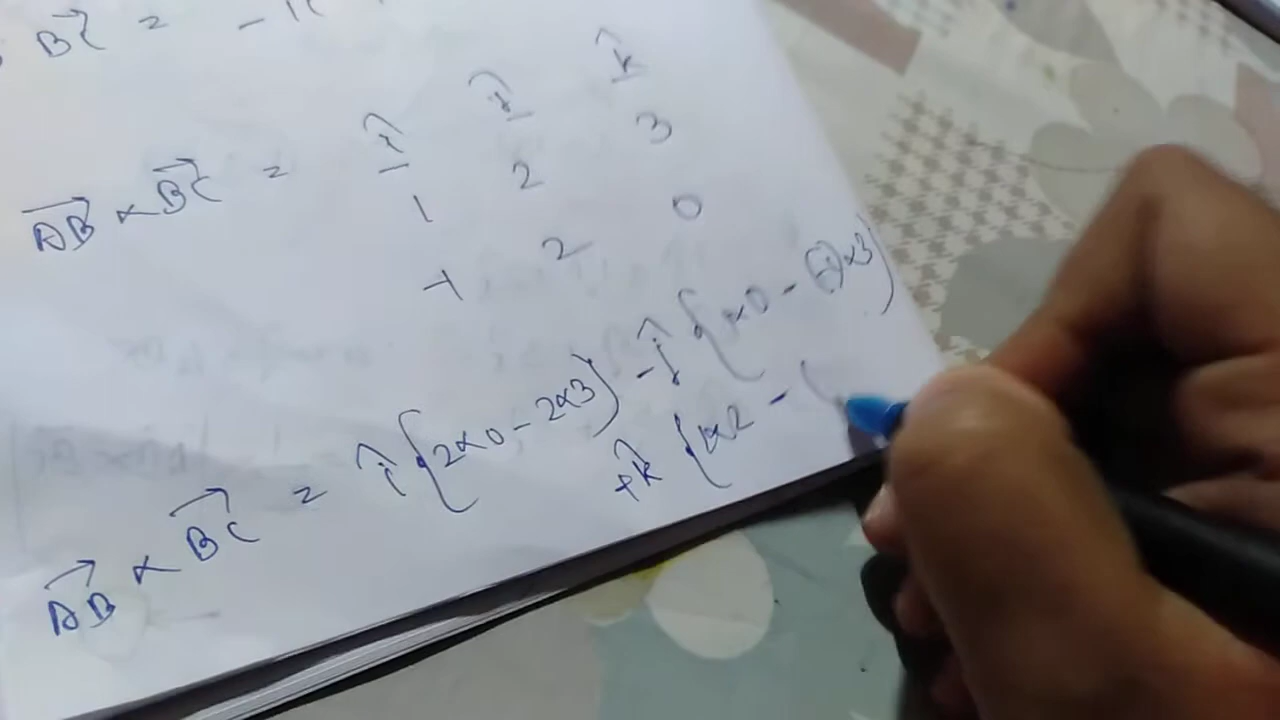 BC = -
î ĵ k̂
AB × BC = 1 2 3
-1 2 0
AB × BC = î {2×0 - 2×3) - ĵ {1×0 - (-1)×3}
+k̂ {1×2 - (